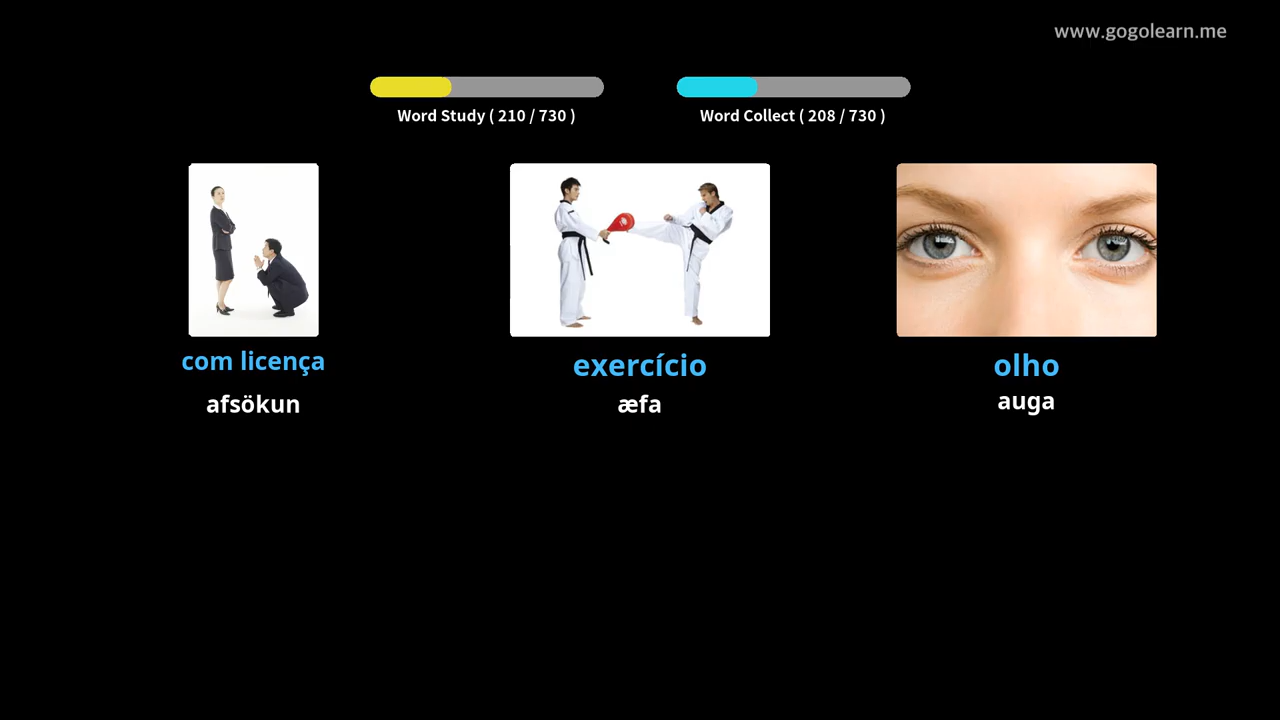 www.gogolearn.me
Word Study ( 210 / 730 )
Word Collect ( 208 / 730 )
com licença
exercício
olho
afsökun
æfa
auga